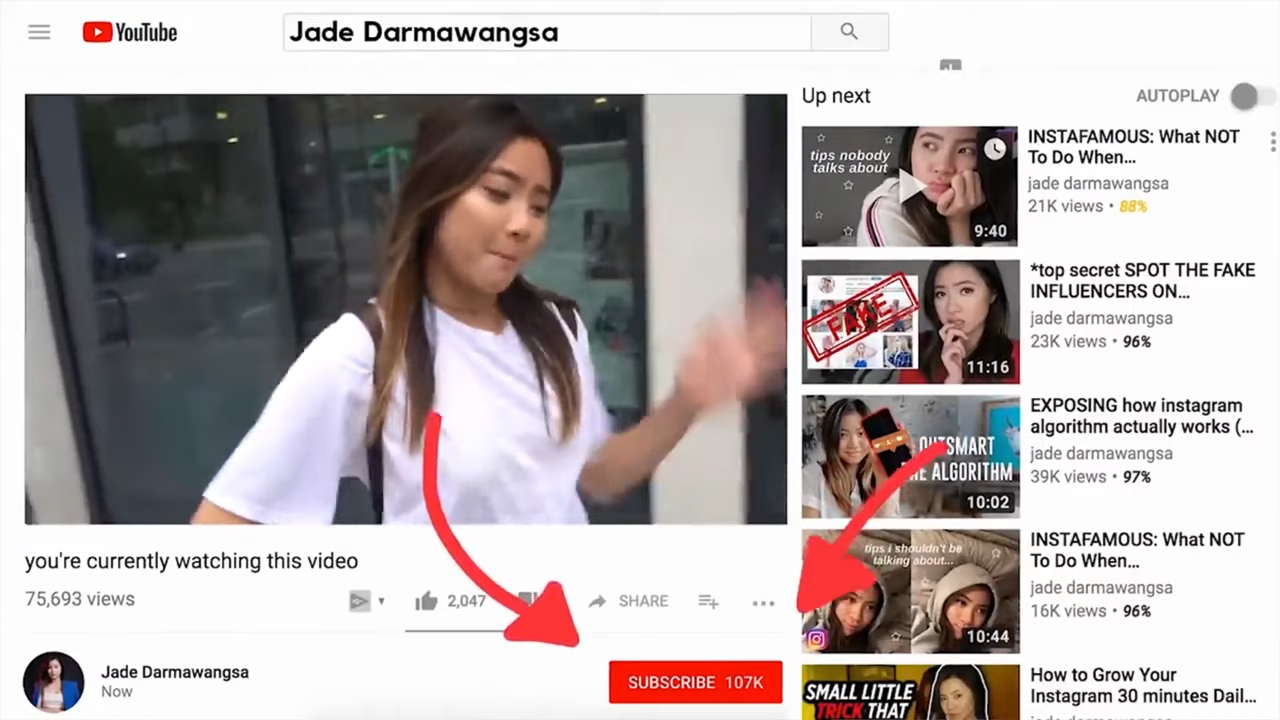 YouTube
Jade Darmawangsa
Up next
AUTOPLAY
tips nobody
talks about
9:40
INSTAFAMOUS: What NOT
To Do When...
jade darmawangsa
21K views • 88%
FAKE
11:16
*top secret SPOT THE FAKE
INFLUENCERS ON...
jade darmawangsa
23K views • 96%
OUTSMART
THE ALGORITHM
10:02
EXPOSING how instagram
algorithm actually works (...
jade darmawangsa
39K views • 97%
tips i shouldn't be
talking about...
10:44
INSTAFAMOUS: What NOT
To Do When...
jade darmawangsa
16K views • 96%
SMALL LITTLE
TRICK THAT
How to Grow Your
Instagram 30 minutes Dail...
you're currently watching this video
75,693 views
2,047
SHARE
Jade Darmawangsa
Now
SUBSCRIBE 107K